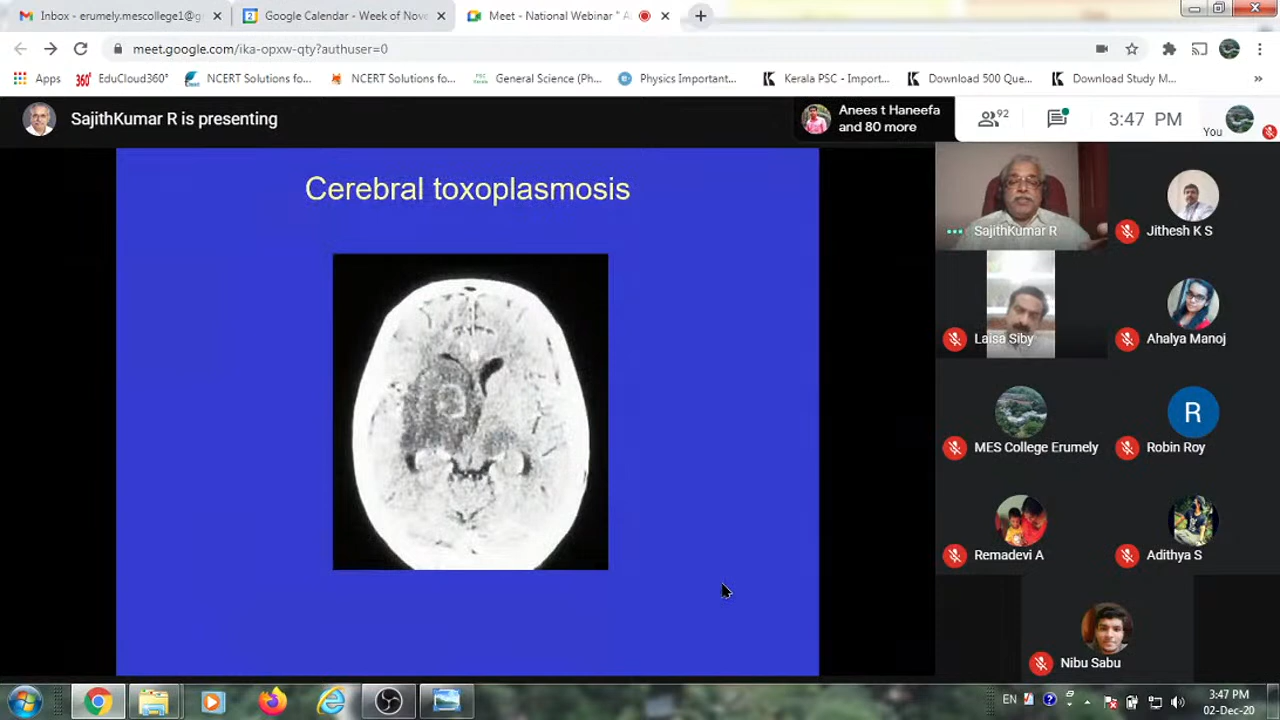 Inbox - erumely.mescollege1@g
Google Calendar - Week of Nove
Meet - National Webinar " A
meet.google.com/ika-opxw-qty?authuser=0
Apps
EduCloud360°
NCERT Solutions fo...
NCERT Solutions fo...
General Science (Ph...
Physics Important...
Kerala PSC - Import...
Download 500 Que...
Download Study M...
SajithKumar R is presenting
Anees t Haneefa
and 80 more
92
3:47 PM
You
Cerebral toxoplasmosis
SajithKumar R
Jithesh K S
Laisa Siby
Ahalya Manoj
MES College Erumely
R
Robin Roy
Remadevi A
Adithya S
Nibu Sabu
EN
3:47 PM
02-Dec-20